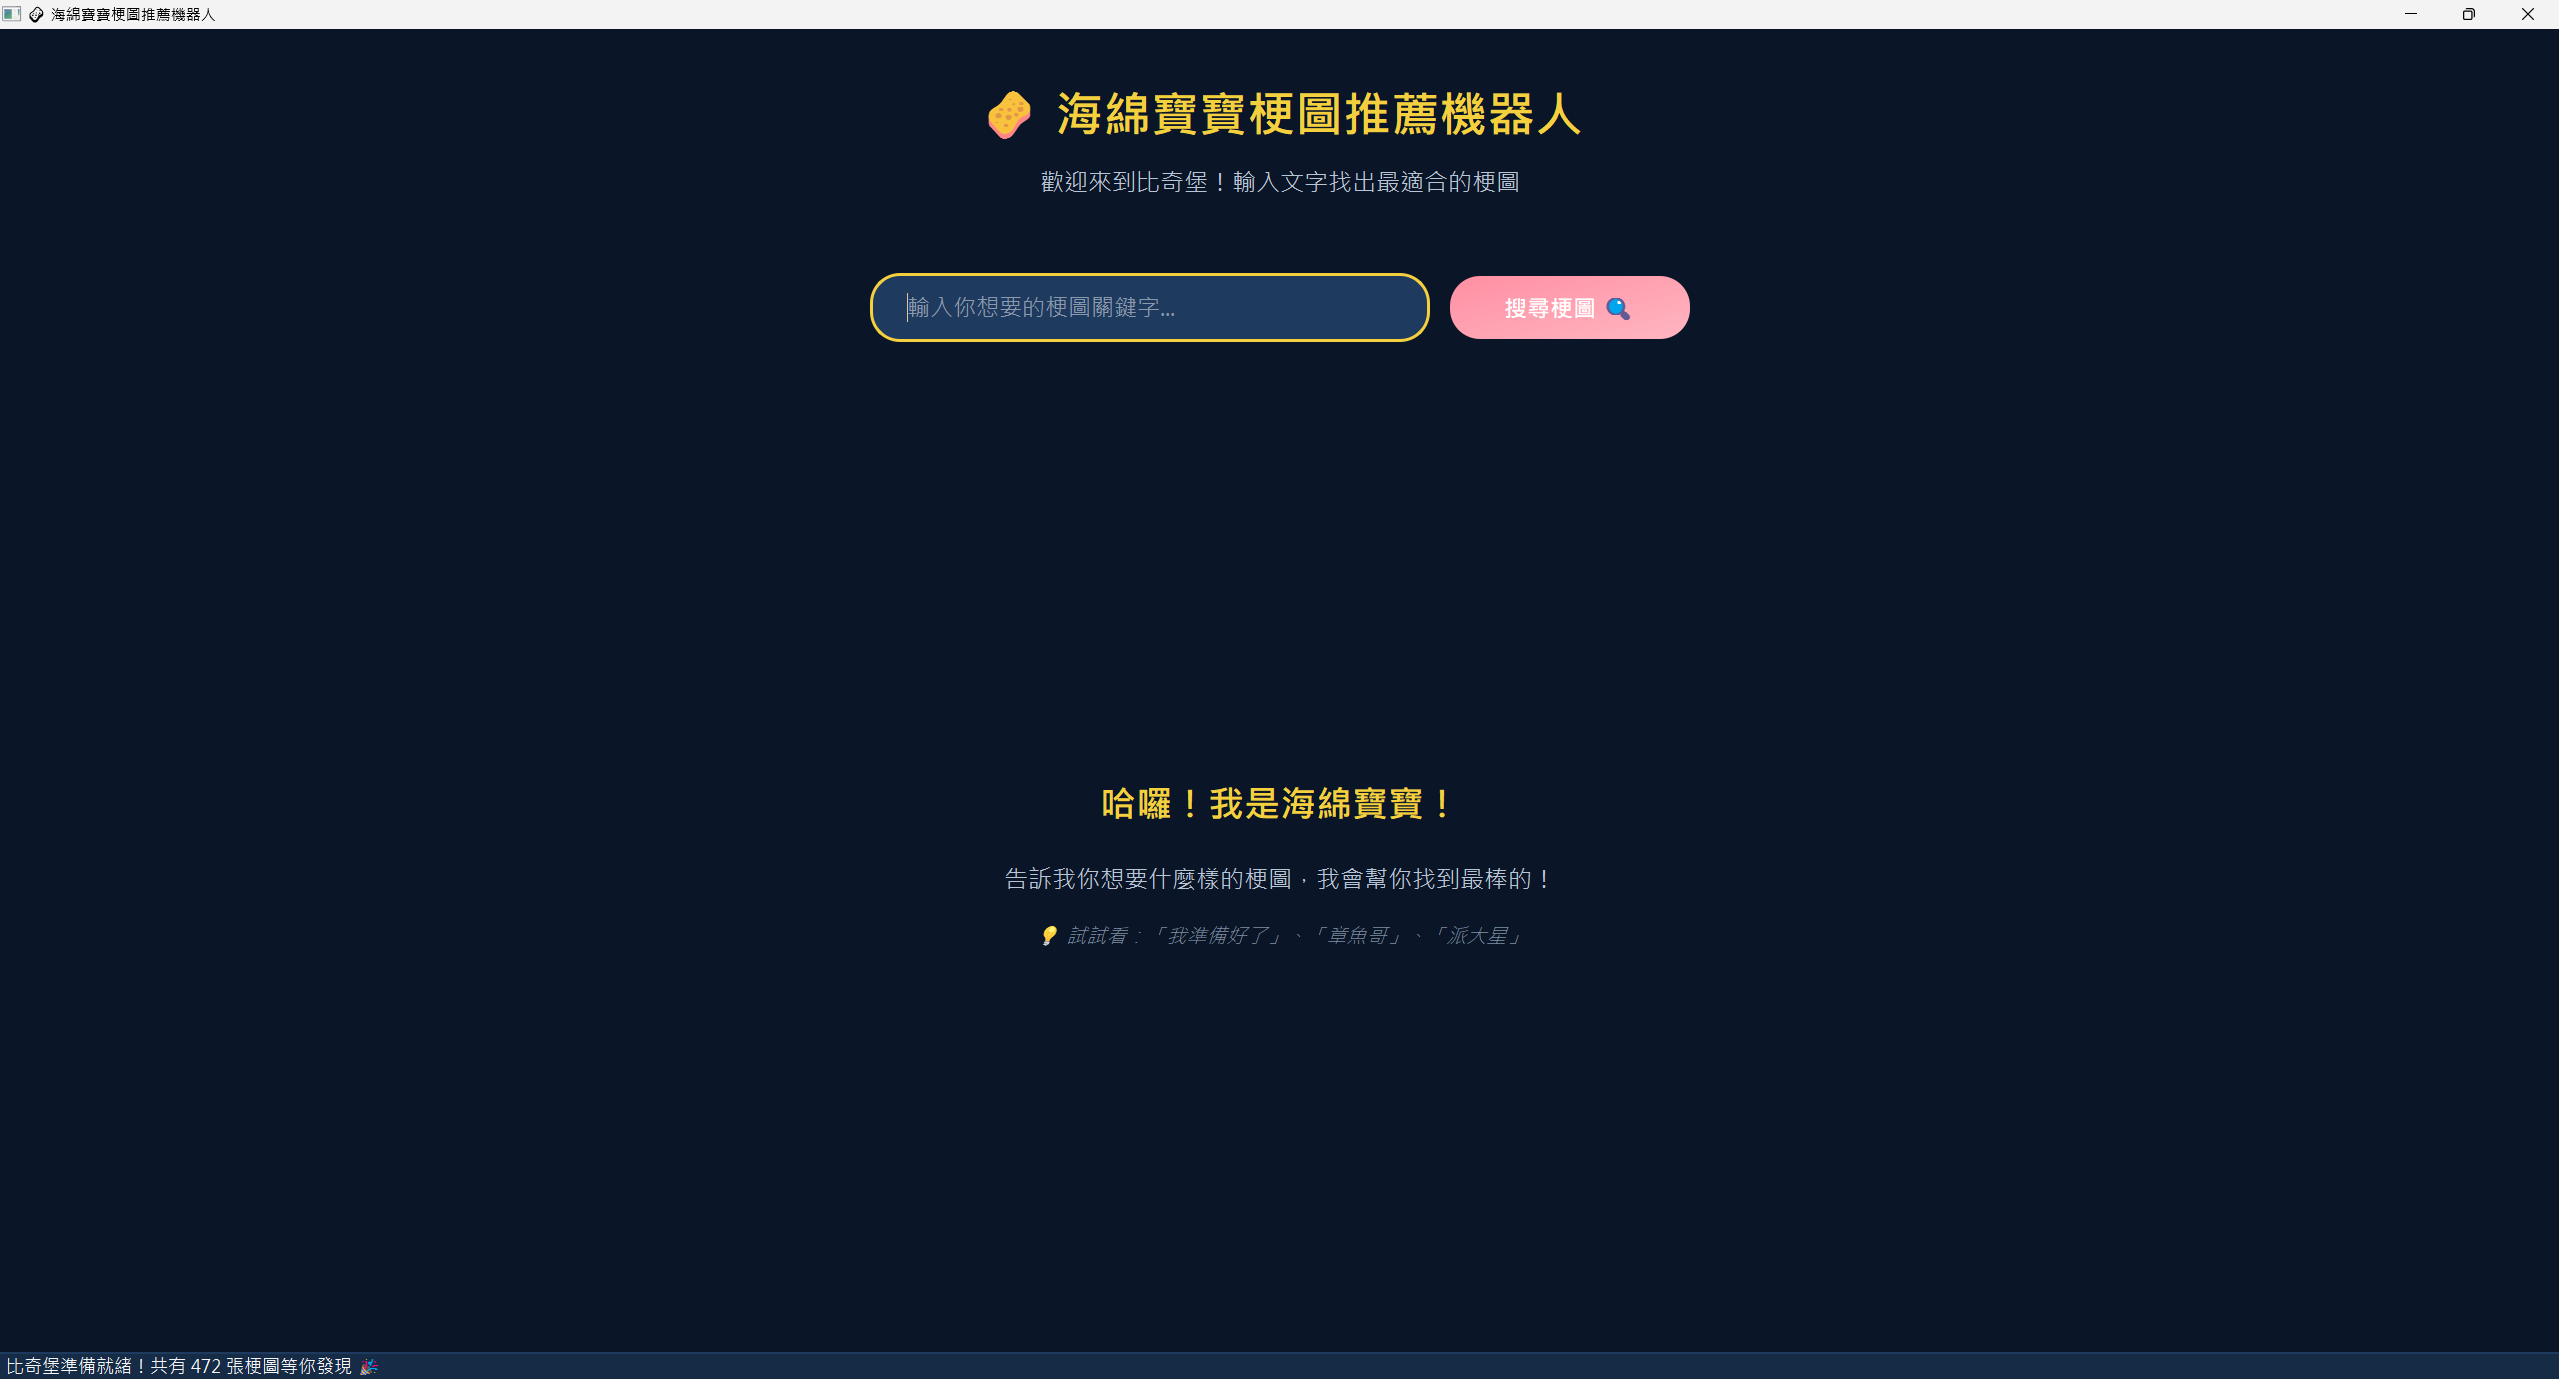 海綿寶寶梗圖推薦機器人
海綿寶寶梗圖推薦機器人
歡迎來到比奇堡！輸入文字找出最適合的梗圖
輸入你想要的梗圖關鍵字...
搜尋梗圖 🔍
哈囉！我是海綿寶寶！
告訴我你想要什麼樣的梗圖，我會幫你找到最棒的！
💡 試試看：「我準備好了」、「章魚哥」、「派大星」
比奇堡準備就緒！共有 472 張梗圖等你發現 🎉